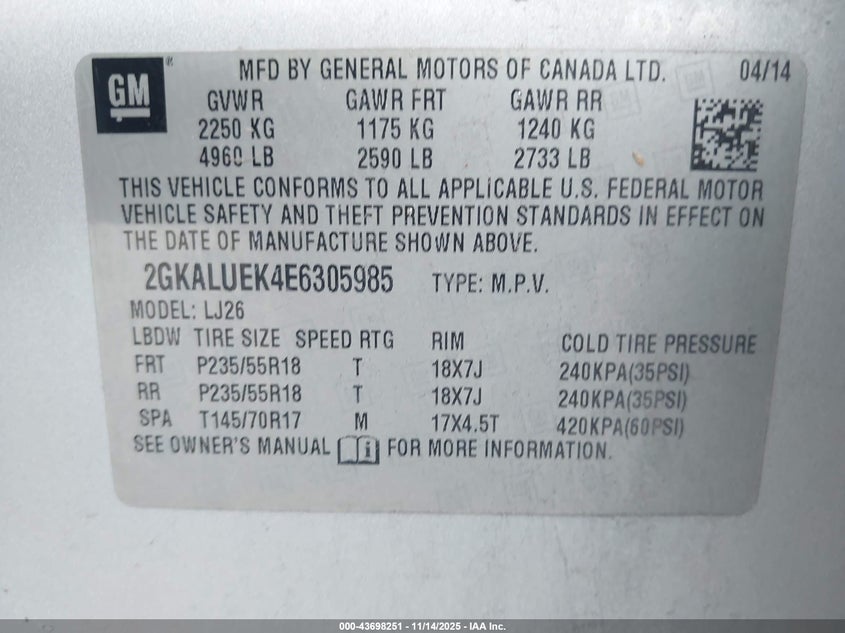 GM
MFD BY GENERAL MOTORS OF CANADA LTD. 04/14
GVWR GAWR FRT GAWR RR
2250 KG 1175 KG 1240 KG
4960 LB 2590 LB 2733 LB
THIS VEHICLE CONFORMS TO ALL APPLICABLE U.S. FEDERAL MOTOR
VEHICLE SAFETY AND THEFT PREVENTION STANDARDS IN EFFECT ON
THE DATE OF MANUFACTURE SHOWN ABOVE.
2GKALUEK4E6305985 TYPE: M.P.V.
MODEL: LJ26
LBDW TIRE SIZE SPEED RTG RIM COLD TIRE PRESSURE
FRT P235/55R18 T 18X7J 240KPA(35PSI)
RR P235/55R18 T 18X7J 240KPA(35PSI)
SPA T145/70R17 M 17X4.5T 420KPA(60PSI)
SEE OWNER'S MANUAL i FOR MORE INFORMATION.
000-43698251 - 11/14/2025 - IAA Inc.